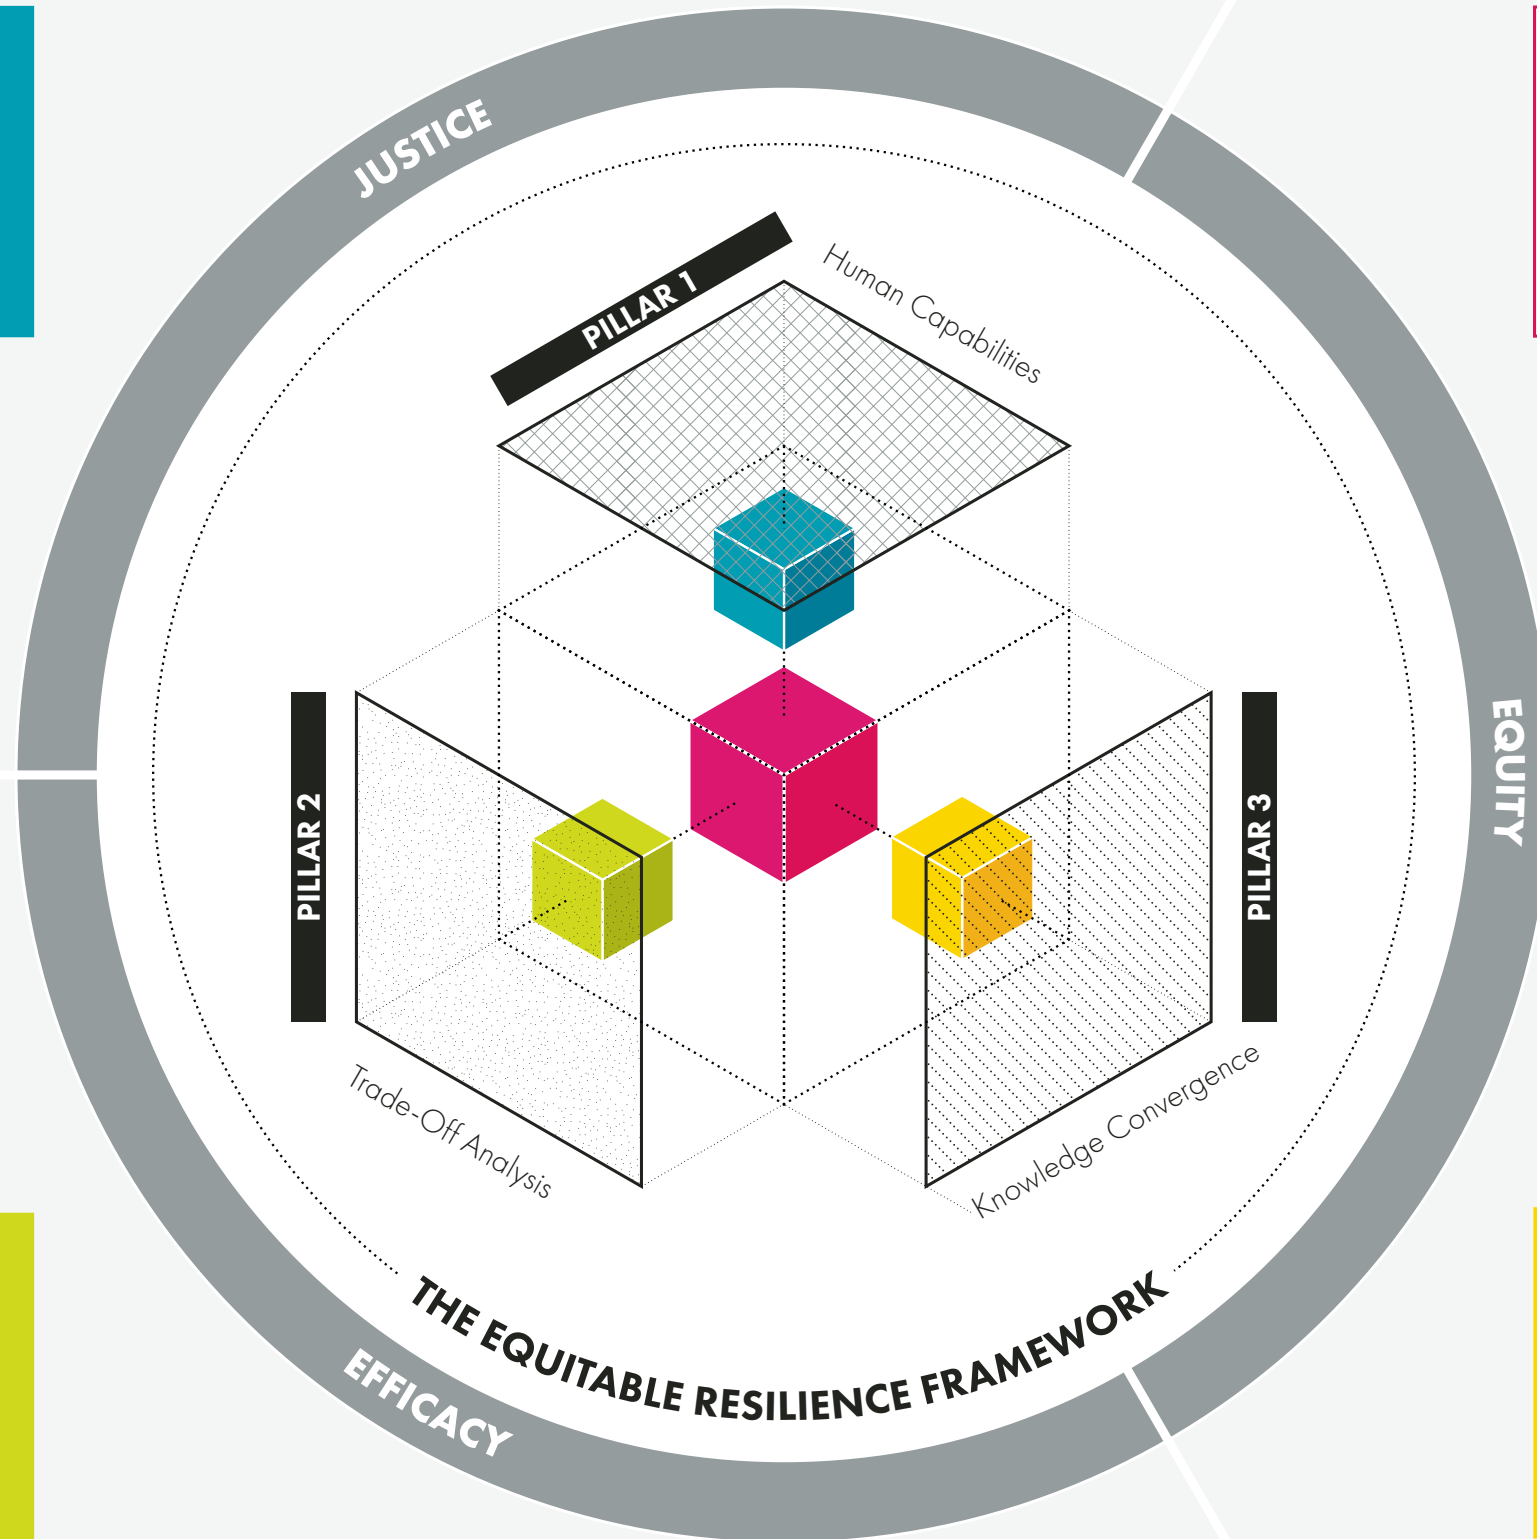 JUSTICE
PILLAR 1
Human Capabilities
EQUITY
PILLAR 2
PILLAR 3
Trade-Off Analysis
Knowledge Convergence
THE EQUITABLE RESILIENCE FRAMEWORK
EFFICACY